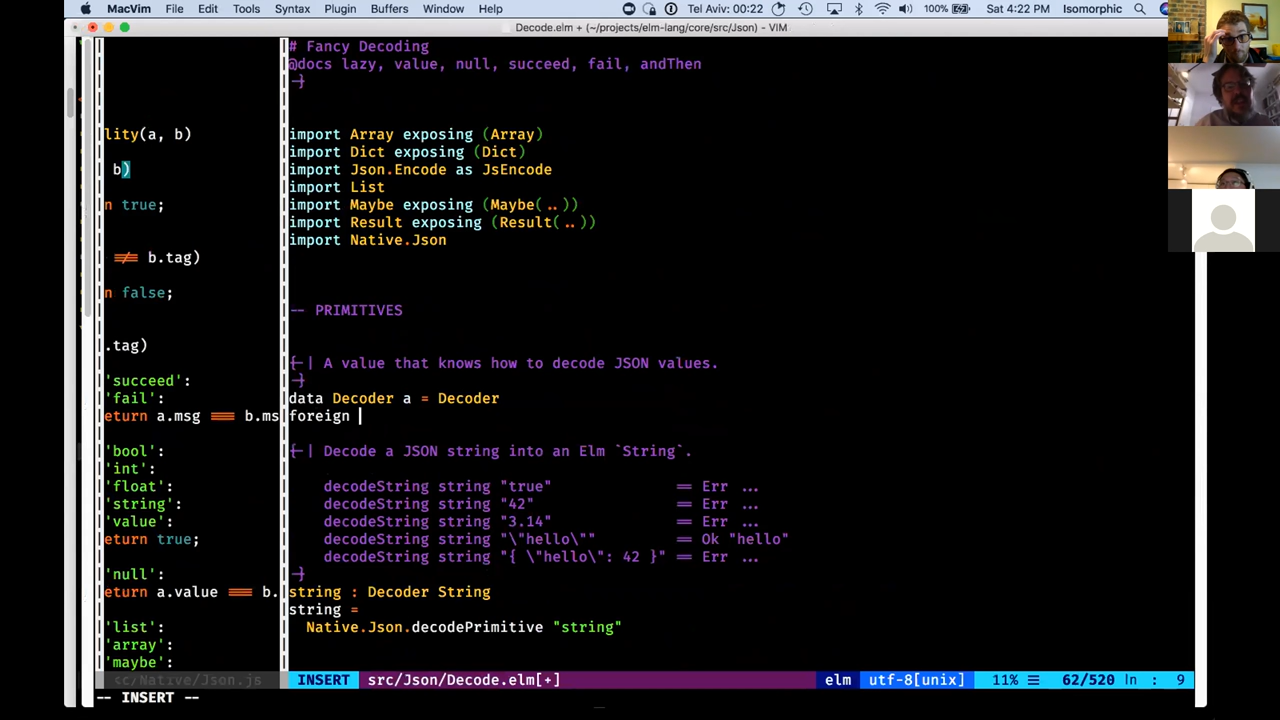 MacVim File Edit Tools Syntax Plugin Buffers Window Help Tel Aviv: 00:22 100% Sat 4:22 PM Isomorphic
Decode.elm + (~/projects/elm-lang/core/src/Json) - VIM
lity(a, b)
b)
n true;
!== b.tag)
n false;
.tag)
'succeed':
'fail':
eturn a.msg === b.ms
'bool':
'int':
'float':
'string':
'value':
eturn true;
'null':
eturn a.value === b.
'list':
'array':
'maybe':
# Fancy Decoding
@docs lazy, value, null, succeed, fail, andThen
-}
import Array exposing (Array)
import Dict exposing (Dict)
import Json.Encode as JsEncode
import List
import Maybe exposing (Maybe(..))
import Result exposing (Result(..))
import Native.Json
-- PRIMITIVES
{-| A value that knows how to decode JSON values.
-}
data Decoder a = Decoder
foreign
{-| Decode a JSON string into an Elm `String`.
decodeString string "true" == Err ...
decodeString string "42" == Err ...
decodeString string "3.14" == Err ...
decodeString string "\"hello\"" == Ok "hello"
decodeString string "{ \"hello\": 42 }" == Err ...
-}
string : Decoder String
string =
Native.Json.decodePrimitive "string"
c/Native/Json.js INSERT src/Json/Decode.elm[+] elm utf-8[unix] 11% ☰ 62/520 ln : 9
-- INSERT --